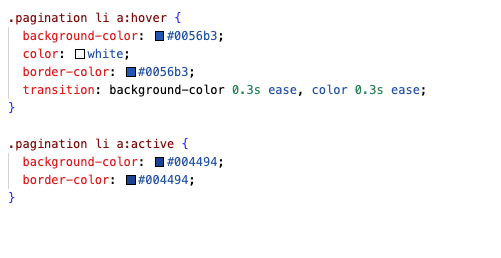 .pagination li a:hover {
  background-color: #0056b3;
  color: white;
  border-color: #0056b3;
  transition: background-color 0.3s ease, color 0.3s ease;
}

.pagination li a:active {
  background-color: #004494;
  border-color: #004494;
}